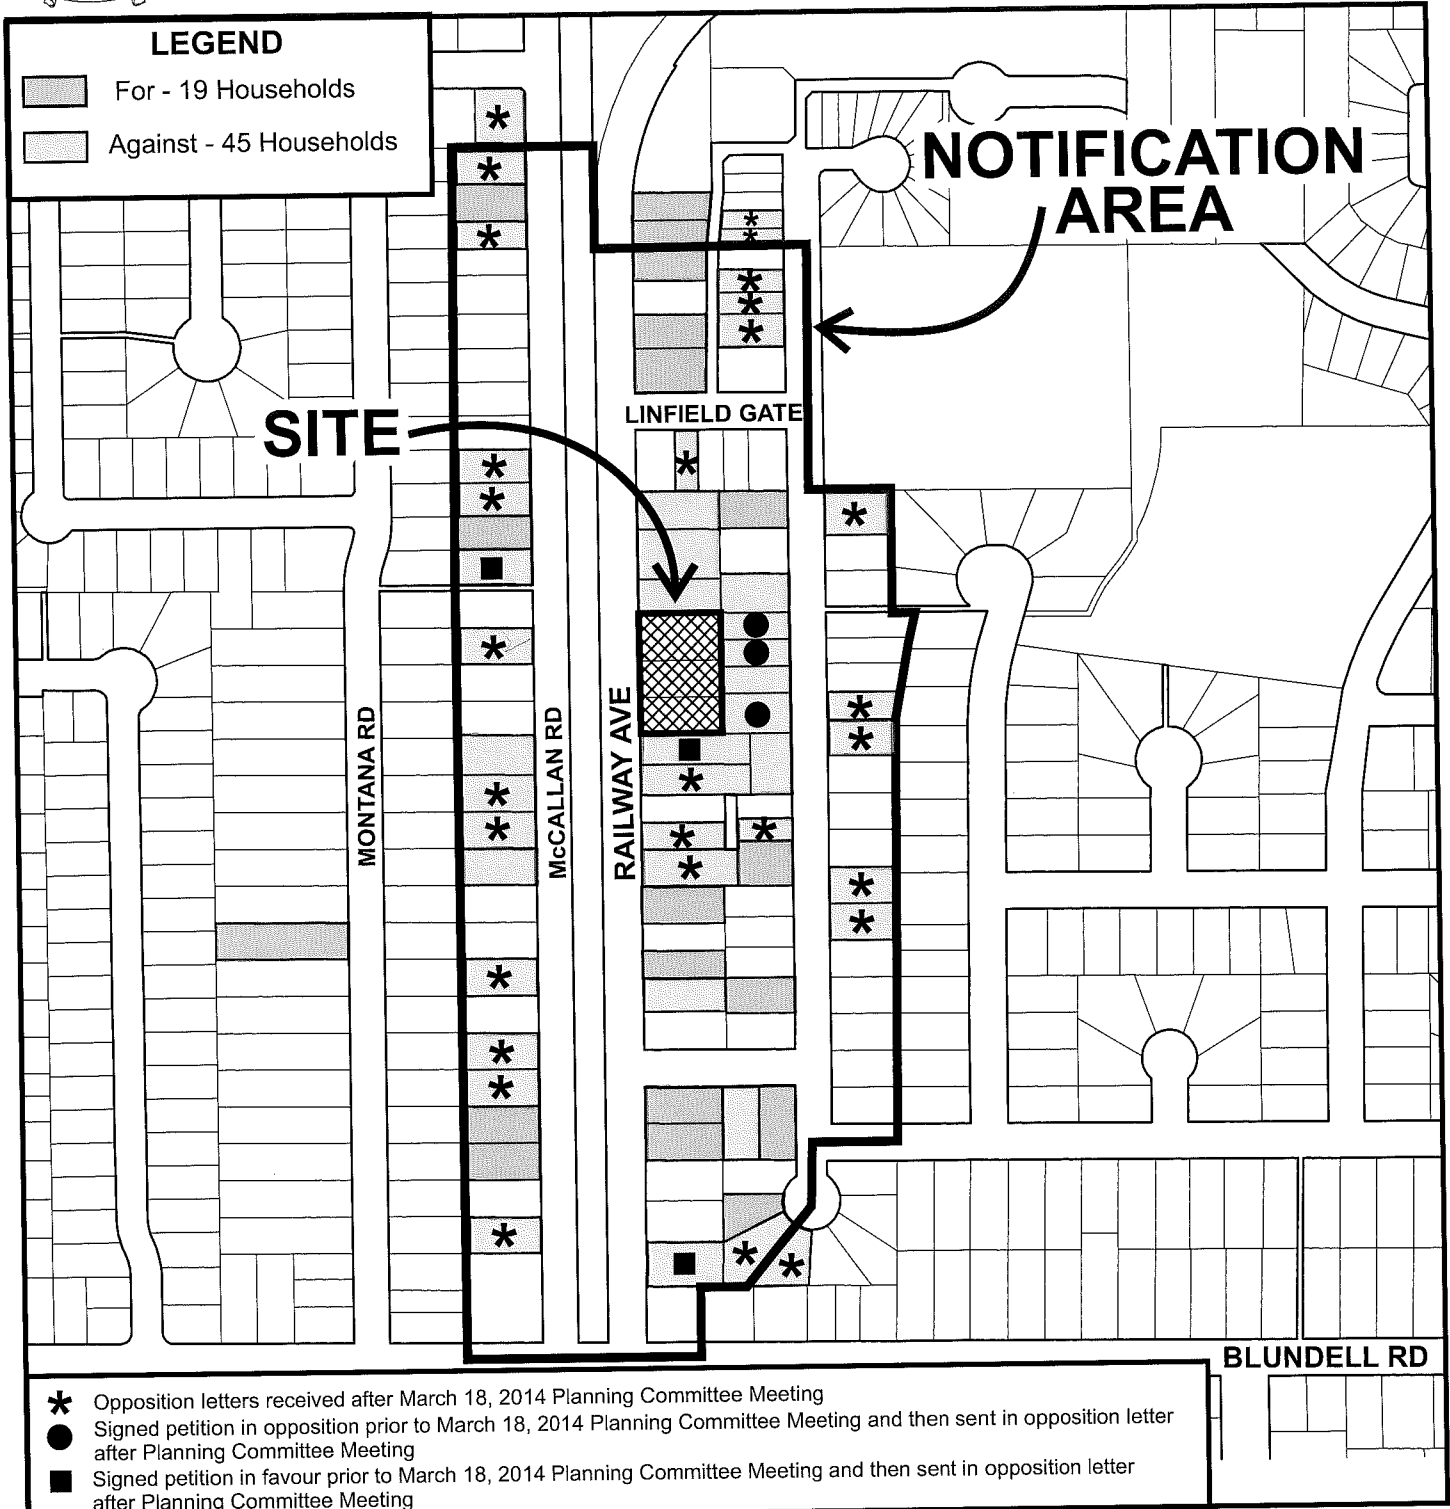 LEGEND
For - 19 Households
Against - 45 Households
NOTIFICATION
AREA
LINFIELD GATE
SITE
MONTANA RD
McCALLAN RD
RAILWAY AVE
BLUNDELL RD
Opposition letters received after March 18, 2014 Planning Committee Meeting
Signed petition in opposition prior to March 18, 2014 Planning Committee Meeting and then sent in opposition letter
after Planning Committee Meeting
Signed petition in favour prior to March 18, 2014 Planning Committee Meeting and then sent in opposition letter
after Planning Committee Meeting